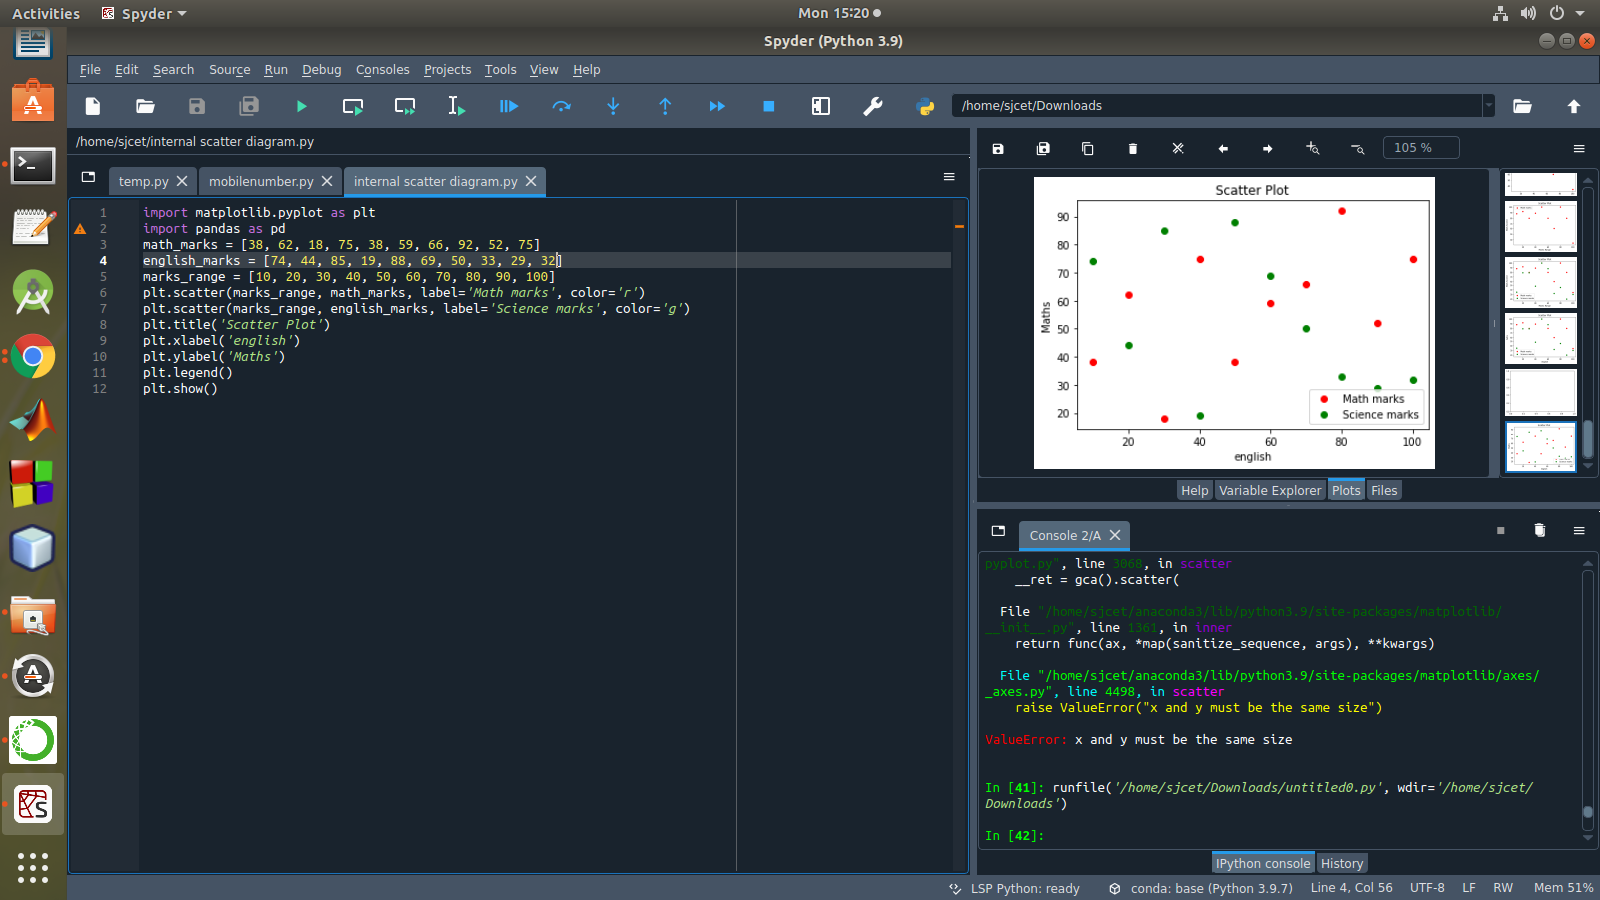 Activities Spyder Mon 15:20
Spyder (Python 3.9)
File Edit Search Source Run Debug Consoles Projects Tools View Help
/home/sjcet/Downloads
/home/sjcet/internal scatter diagram.py
temp.py mobilenumber.py internal scatter diagram.py
1 import matplotlib.pyplot as plt
2 import pandas as pd
3 math_marks = [38, 62, 18, 75, 38, 59, 66, 92, 52, 75]
4 english_marks = [74, 44, 85, 19, 88, 69, 50, 33, 29, 32]
5 marks_range = [10, 20, 30, 40, 50, 60, 70, 80, 90, 100]
6 plt.scatter(marks_range, math_marks, label='Math marks', color='r')
7 plt.scatter(marks_range, english_marks, label='Science marks', color='g')
8 plt.title('Scatter Plot')
9 plt.xlabel('english')
10 plt.ylabel('Maths')
11 plt.legend()
12 plt.show()
105 %
Scatter Plot
90
80
70
60
50
40
30
20
Maths
Math marks
Science marks
20 40 60 80 100
english
Help Variable Explorer Plots Files
Console 2/A
pyplot.py", line 3068, in scatter
__ret = gca().scatter(
File "/home/sjcet/anaconda3/lib/python3.9/site-packages/matplotlib/
__init__.py", line 1361, in inner
return func(ax, *map(sanitize_sequence, args), **kwargs)
File "/home/sjcet/anaconda3/lib/python3.9/site-packages/matplotlib/axes/
_axes.py", line 4498, in scatter
raise ValueError("x and y must be the same size")
ValueError: x and y must be the same size
In [41]: runfile('/home/sjcet/Downloads/untitled0.py', wdir='/home/sjcet/
Downloads')
In [42]:
IPython console History
LSP Python: ready conda: base (Python 3.9.7) Line 4, Col 56 UTF-8 LF RW Mem 51%